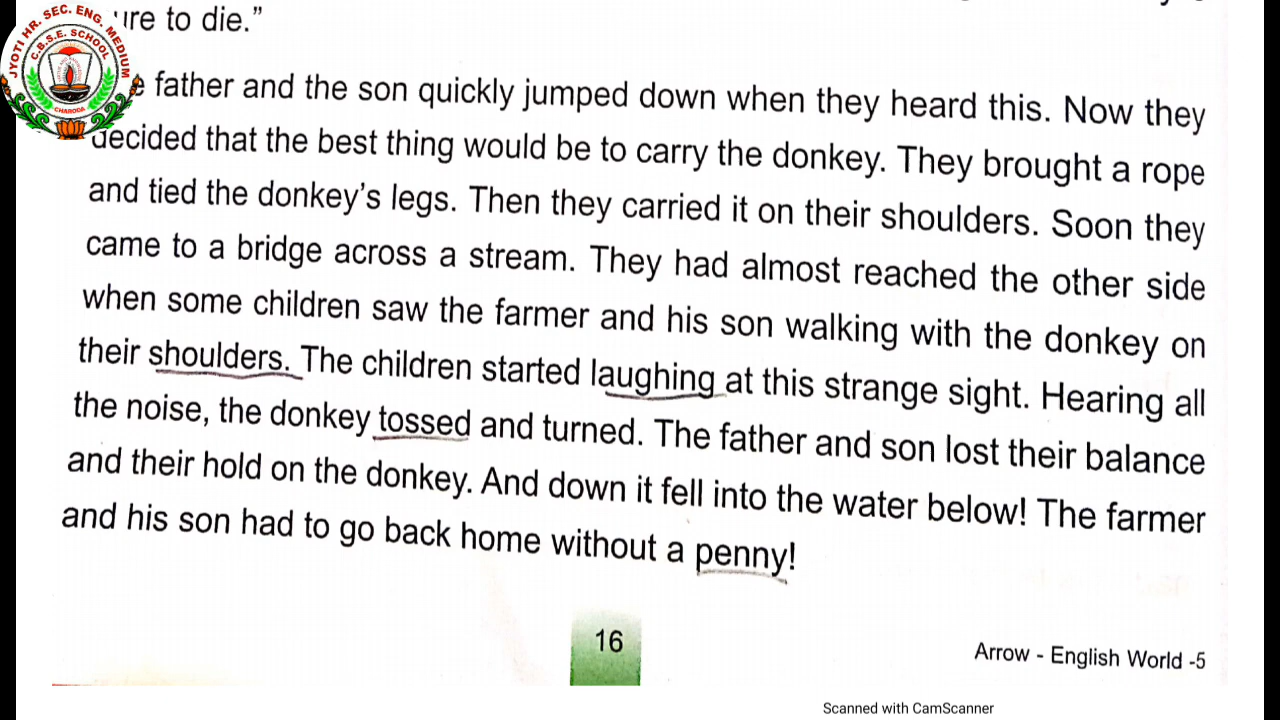 ure to die.”
father and the son quickly jumped down when they heard this. Now they
decided that the best thing would be to carry the donkey. They brought a rope
and tied the donkey’s legs. Then they carried it on their shoulders. Soon they
came to a bridge across a stream. They had almost reached the other side
when some children saw the farmer and his son walking with the donkey on
their shoulders. The children started laughing at this strange sight. Hearing all
the noise, the donkey tossed and turned. The father and son lost their balance
and their hold on the donkey. And down it fell into the water below! The farmer
and his son had to go back home without a penny!
16
Arrow - English World -5
Scanned with CamScanner
JYOTI HR. SEC. ENG. MEDIUM
C.B.S.E. SCHOOL
CHARODA